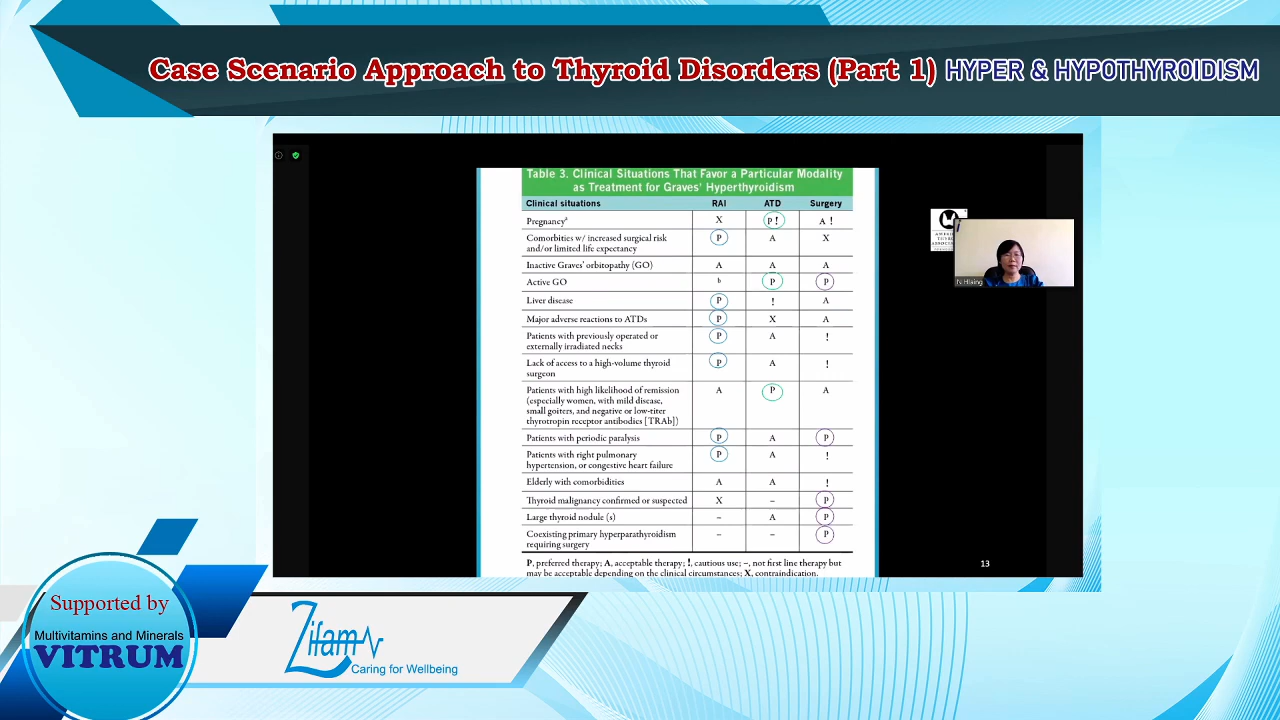 Case Scenario Approach to Thyroid Disorders (Part 1) HYPER & HYPOTHYROIDISM
Table 3. Clinical Situations That Favor a Particular Modality
as Treatment for Graves' Hyperthyroidism
Clinical situations RAI ATD Surgery
Pregnancyª X P ! A !
Comorbities w/ increased surgical risk
and/or limited life expectancy P A X
Inactive Graves' orbitopathy (GO) A A A
Active GO b P P
Liver disease P ! A
Major adverse reactions to ATDs P X A
Patients with previously operated or
externally irradiated necks P A !
Lack of access to a high-volume thyroid
surgeon P A !
Patients with high likelihood of remission A P A
(especially women, with mild disease,
small goiters, and negative or low-titer
thyrotropin receptor antibodies [TRAb])
Patients with periodic paralysis P A P
Patients with right pulmonary
hypertension, or congestive heart failure P A !
Elderly with comorbidities A A !
Thyroid malignancy confirmed or suspected X – P
Large thyroid nodule (s) – A P
Coexisting primary hyperparathyroidism
requiring surgery – – P
P, preferred therapy; A, acceptable therapy; !, cautious use; –, not first line therapy but
may be acceptable depending on the clinical circumstances; X, contraindication.
13
N Hlaing
Supported by
Multivitamins and Minerals
VITRUM
Zifam
Caring for Wellbeing